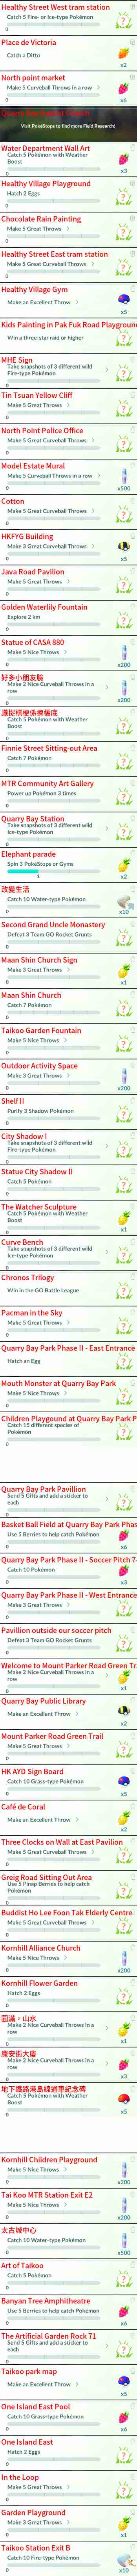 Healthy Street West tram station
Catch 5 Fire- or Ice-type Pokémon
0
Place de Victoria
Catch a Ditto
0
x2
North point market
Make 5 Curveball Throws in a row
0
x6
Visit PokéStops to find more Field Research!
Water Department Wall Art
Catch 5 Pokémon with Weather
Boost
0
x3
Healthy Village Playground
Hatch 2 Eggs
0
Chocolate Rain Painting
Make 5 Great Throws
0
Healthy Street East tram station
Make 5 Great Curveball Throws
0
Healthy Village Gym
Make an Excellent Throw
x5
Kids Painting in Pak Fuk Road Playground
Win a three-star raid or higher
MHE Sign
Take snapshots of 3 different wild
Fire-type Pokémon
0
Tin Tsuan Yellow Cliff
Make 5 Great Throws
0
North Point Police Office
Make 5 Great Curveball Throws
0
Model Estate Mural
Make 5 Curveball Throws in a row
0
x500
Cotton
Make 5 Great Curveball Throws
0
HKFYG Building
Make 3 Great Curveball Throws
0
x5
Java Road Pavilion
Make 5 Great Throws
0
Golden Waterlily Fountain
Explore 2 km
0
Statue of CASA 880
Make 5 Nice Throws
0
x200
好多小朋友臉
Make 2 Nice Curveball Throws in a
row
0
x200
Catch 5 Pokémon with Weather
Boost
0
Finnie Street Sitting-out Area
Catch 7 Pokémon
0
MTR Community Art Gallery
Power up Pokémon 3 times
0
Quarry Bay Station
Take snapshots of 3 different wild
Ice-type Pokémon
0
Elephant parade
Spin 3 PokéStops or Gyms
1
x2
改變生活
Catch 10 Water-type Pokémon
0
x10
Second Grand Uncle Monastery
Defeat 3 Team GO Rocket Grunts
0
Maan Shin Church Sign
Make 3 Great Throws
0
x1
Maan Shin Church
Catch 7 Pokémon
0
Taikoo Garden Fountain
Make 5 Nice Throws
0
Outdoor Activity Space
Make 3 Great Throws
0
x200
Shelf II
Purify 3 Shadow Pokémon
0
City Shadow I
Take snapshots of 3 different wild
Fire-type Pokémon
0
Statue City Shadow II
Catch 5 Pokémon
0
The Watcher Sculpture
Catch 5 Pokémon with Weather
Boost
0
x1
Curve Bench
Take snapshots of 3 different wild
Ice-type Pokémon
0
Chronos Trilogy
Win in the GO Battle League
Pacman in the Sky
Make 5 Great Throws
0
Quarry Bay Park Phase II - East Entrance
Hatch an Egg
Mouth Monster at Quarry Bay Park
Make 5 Nice Throws
0
Children Playgound at Quarry Bay Park P
Catch 15 different species of
Pokémon
0
Quarry Bay Park Pavillion
Send 5 Gifts and add a sticker to
each
0
Basket Ball Field at Quarry Bay Park Phas
Use 5 Berries to help catch Pokémon
0
x6
Quarry Bay Park Phase II - Soccer Pitch 7-
Catch 10 Pokémon
0
x3
Quarry Bay Park Phase II - West Entrance
Make 3 Great Throws
0
x1
Pavillion outside our soccer pitch
Defeat 3 Team GO Rocket Grunts
0
Welcome to Mount Parker Road Green Tr
Make 2 Nice Curveball Throws in a
row
0
x1
Quarry Bay Public Library
Make an Excellent Throw
x2
Mount Parker Road Green Trail
Make 5 Great Throws
0
HK AYD Sign Board
Catch 10 Grass-type Pokémon
0
x5
Café de Coral
Make an Excellent Throw
x2
Three Clocks on Wall at East Pavilion
Make 5 Great Curveball Throws
0
Greig Road Sitting Out Area
Use 5 Pinap Berries to help catch
Pokémon
0
Buddist Ho Lee Foon Tak Elderly Centre
Make 5 Great Curveball Throws
0
Kornhill Alliance Church
Make 5 Nice Throws
0
x200
Kornhill Flower Garden
Hatch 2 Eggs
0
圓滿，山水
Make 2 Nice Curveball Throws in a
row
0
x1
康安街大廈
Make 2 Nice Curveball Throws in a
row
0
x3
地下鐵路港島線通車紀念碑
Catch 5 Pokémon with Weather
Boost
0
x5
Kornhill Children Playground
Make 5 Nice Throws
0
x200
Tai Koo MTR Station Exit E2
Make 5 Nice Throws
0
x200
太古城中心
Catch 10 Water-type Pokémon
0
x500
Art of Taikoo
Catch 5 Pokémon
0
Banyan Tree Amphitheatre
Use 5 Berries to help catch Pokémon
0
x6
The Artificial Garden Rock 71
Send 5 Gifts and add a sticker to
each
0
Taikoo park map
Make an Excellent Throw
x5
One Island East Pool
Catch 10 Grass-type Pokémon
0
x6
One Island East
Hatch 2 Eggs
0
In the Loop
Make 5 Great Throws
0
Garden Playground
Make 3 Great Throws
0
x1
Taikoo Station Exit B
Catch 10 Fire-type Pokémon
0
x10